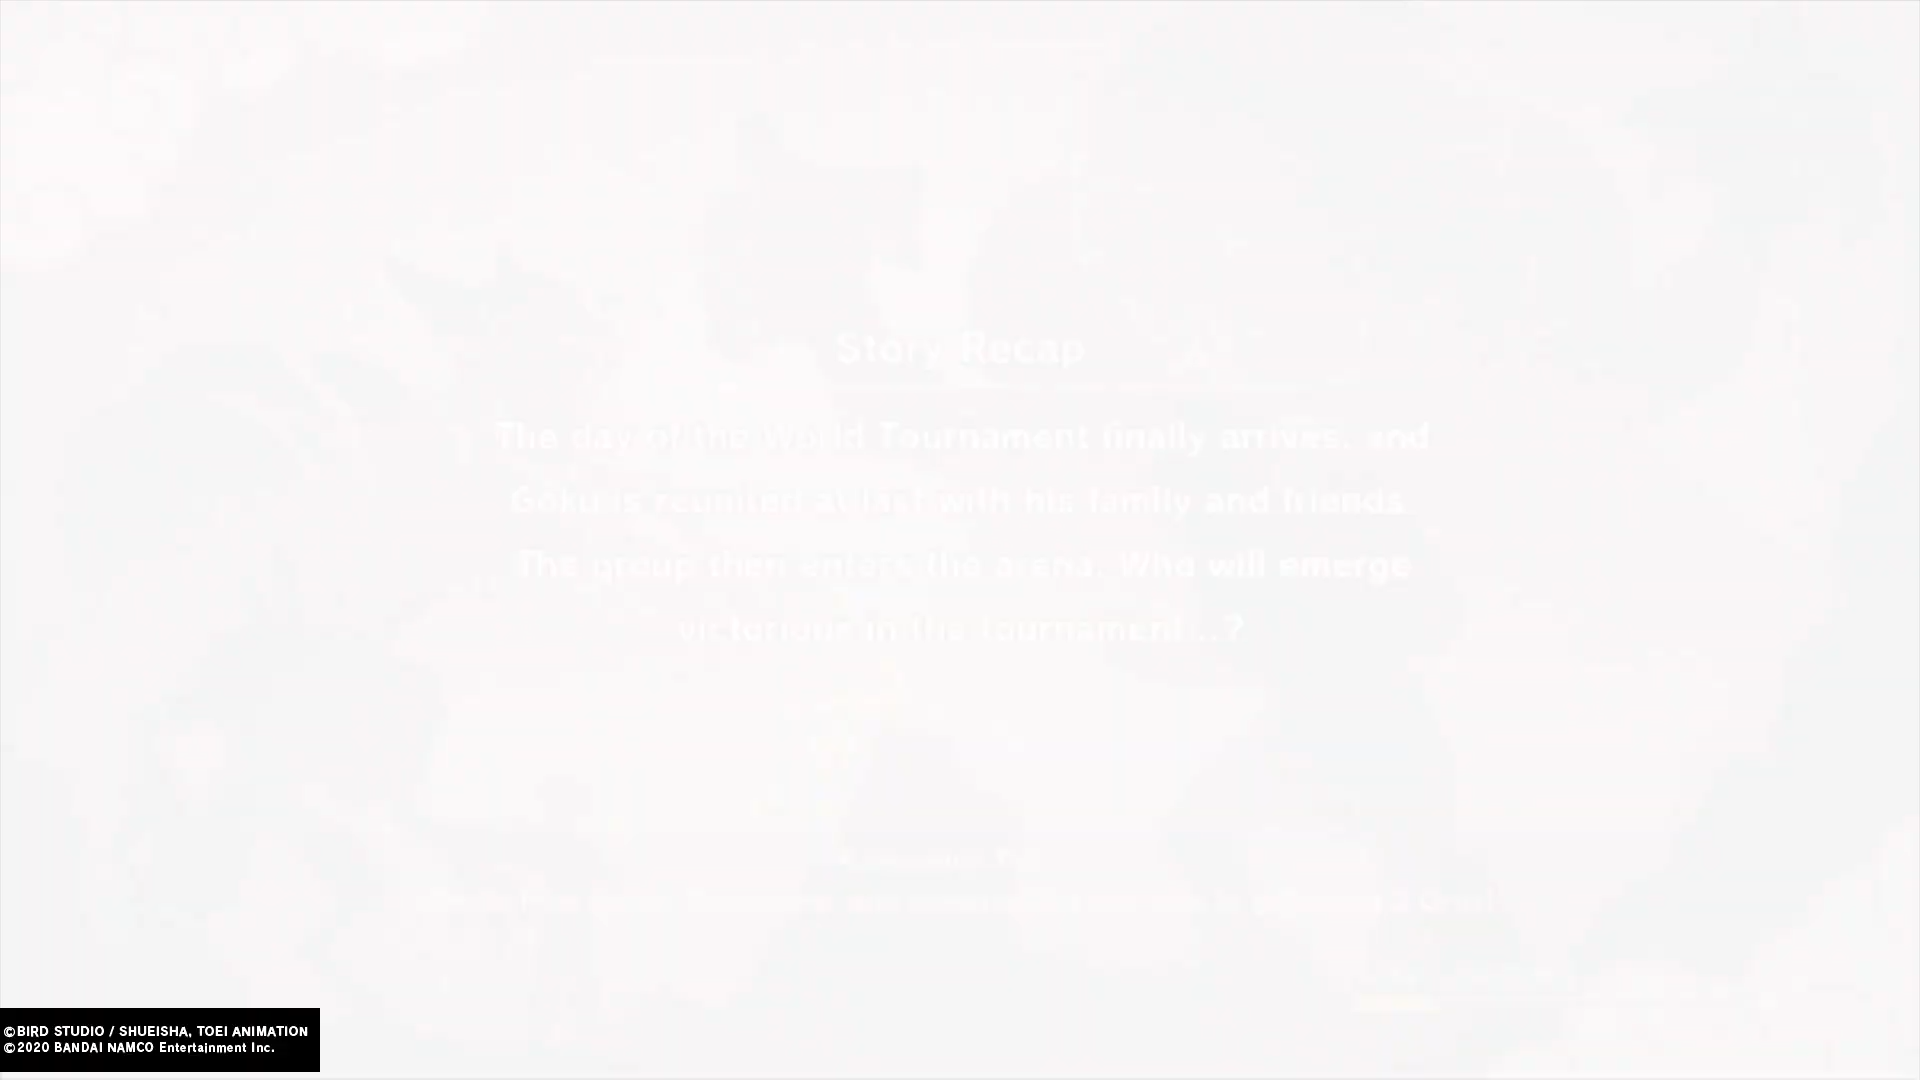 Story Recap
The day of the World Tournament finally arrives, and
Goku is reunited at last with his family and friends.
The group then enters the arena. Who will emerge
victorious in the tournament...?
©BIRD STUDIO / SHUEISHA, TOEI ANIMATION
©2020 BANDAI NAMCO Entertainment Inc.